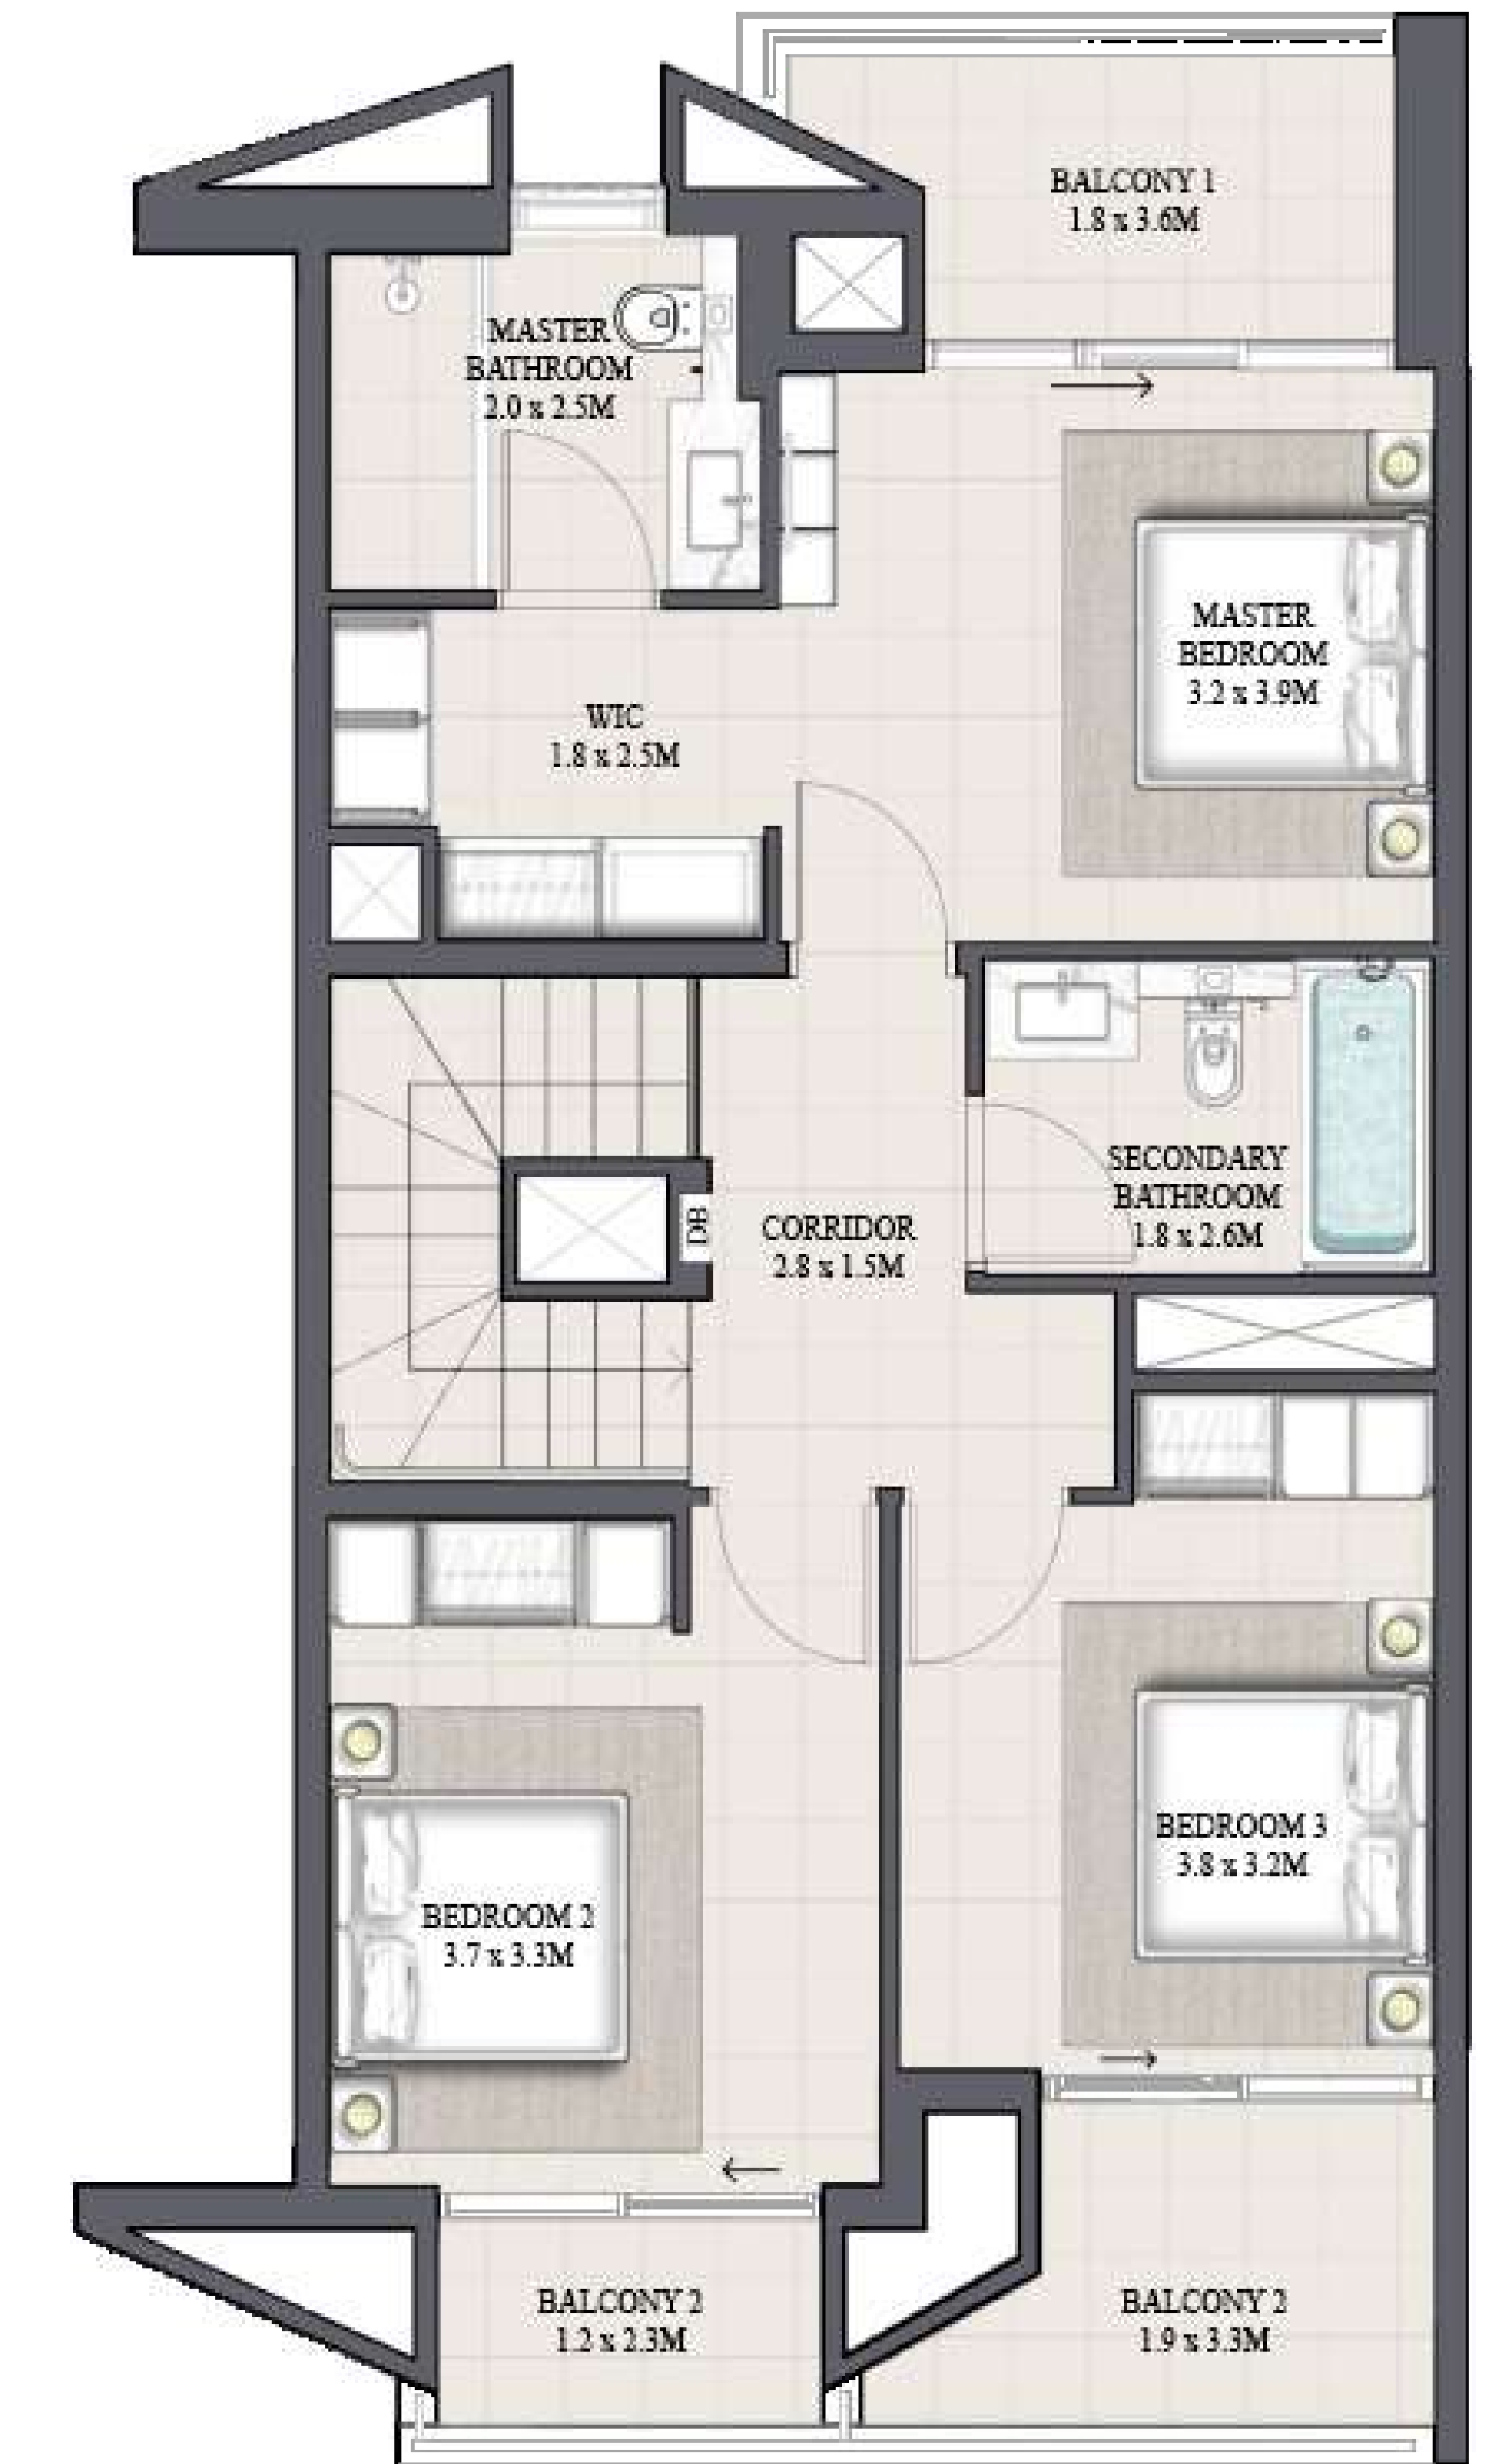 BALCONY 1
1.8 x 3.6M
MASTER
BATHROOM
2.0 x 2.5M
MASTER
BEDROOM
3.2 x 3.9M
WIC
1.8 x 2.5M
SECONDARY
BATHROOM
1.8 x 2.6M
DB
CORRIDOR
2.8 x 1.5M
BEDROOM 3
3.8 x 3.2M
BEDROOM 2
3.7 x 3.3M
BALCONY 2
1.2 x 2.3M
BALCONY 2
1.9 x 3.3M